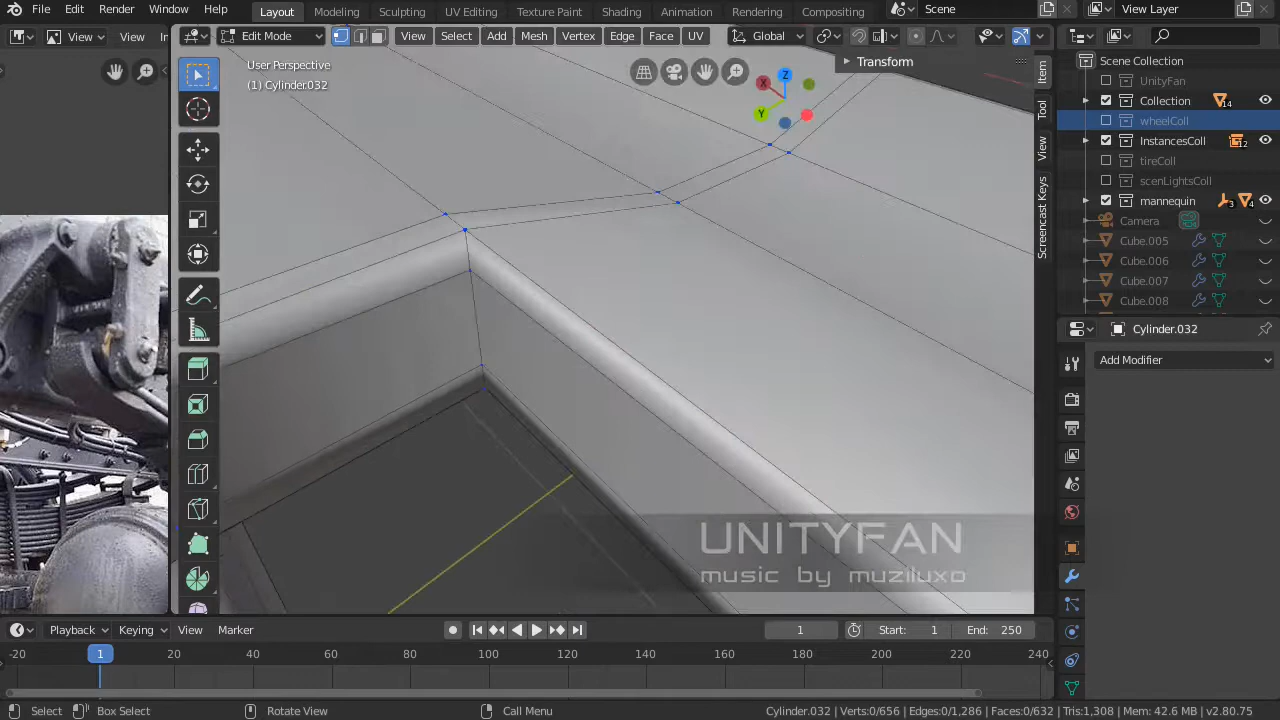 File Edit Render Window Help Layout Modeling Sculpting UV Editing Texture Paint Shading Animation Rendering Compositing Scene View Layer
View View Edit Mode View Select Add Mesh Vertex Edge Face UV Global
User Perspective
(1) Cylinder.032
Transform
X
Y
Z
Item
Tool
View
Screencast Keys
Scene Collection
UnityFan
Collection 14
wheelColl
InstancesColl 12
tireColl
scenLightsColl
mannequin 3 4
Camera
Cube.005
Cube.006
Cube.007
Cube.008
Cylinder.032
Add Modifier
UNITYFAN
music by muziluxo
Playback Keying View Marker 1 Start: 1 End: 250
-20 1 20 40 60 80 100 120 140 160 180 200 220 240
Select Box Select Rotate View Call Menu Cylinder.032 | Verts:0/656 | Edges:0/1,286 | Faces:0/632 | Tris:1,308 | Mem: 42.6 MB | v2.80.75